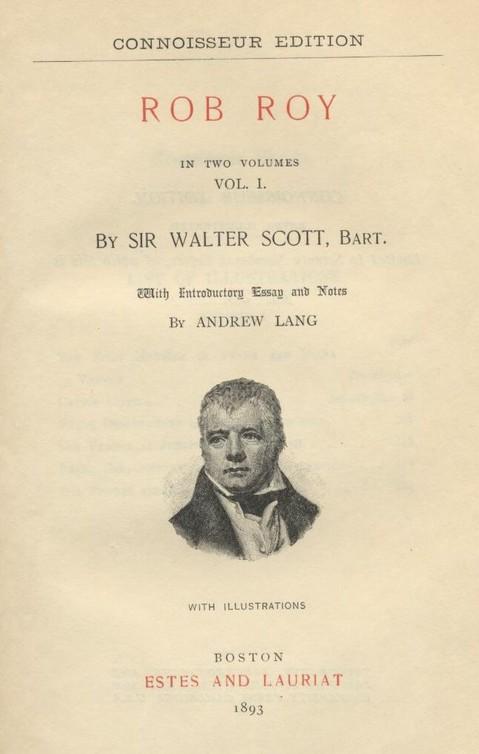 CONNOISSEUR EDITION
ROB ROY
IN TWO VOLUMES
VOL. I.
BY SIR WALTER SCOTT, BART.
With Introductory Essay and Notes
BY ANDREW LANG
WITH ILLUSTRATIONS
BOSTON
ESTES AND LAURIAT
1893